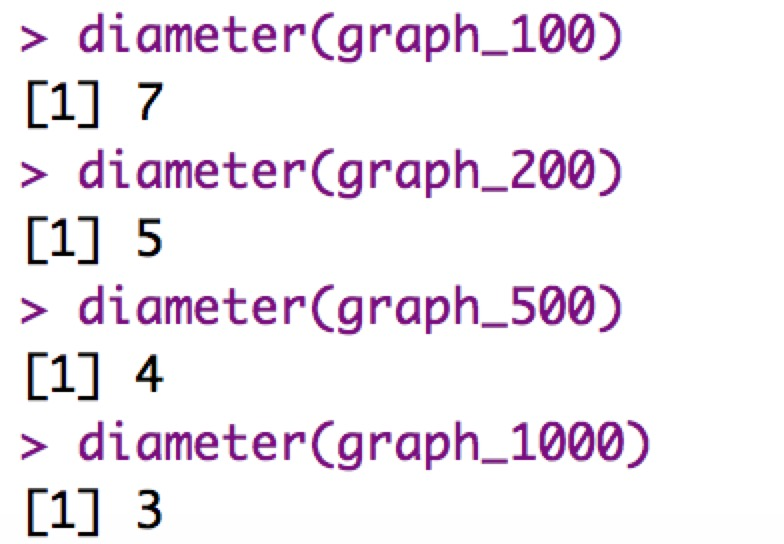 > diameter(graph_100)
[1] 7
> diameter(graph_200)
[1] 5
> diameter(graph_500)
[1] 4
> diameter(graph_1000)
[1] 3